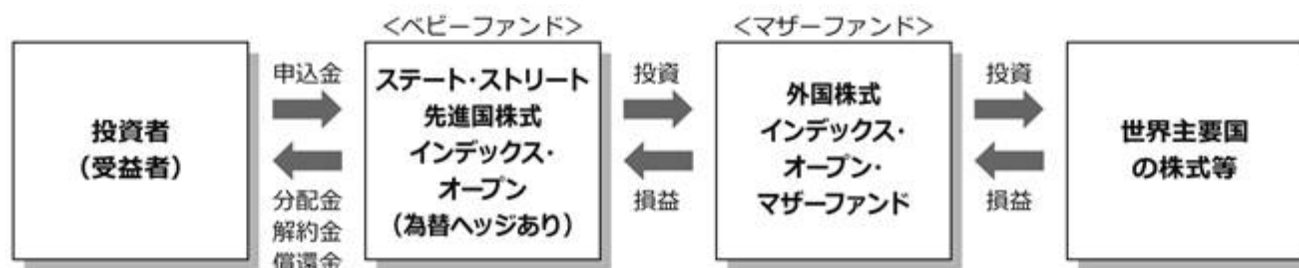 投資者
（受益者）
申込金
分配金
解約金
償還金
＜ベビーファンド＞
ステート・ストリート
先進国株式
インデックス・
オープン
（為替ヘッジあり）
投資
損益
＜マザーファンド＞
外国株式
インデックス・
オープン・
マザーファンド
投資
損益
世界主要国
の株式等